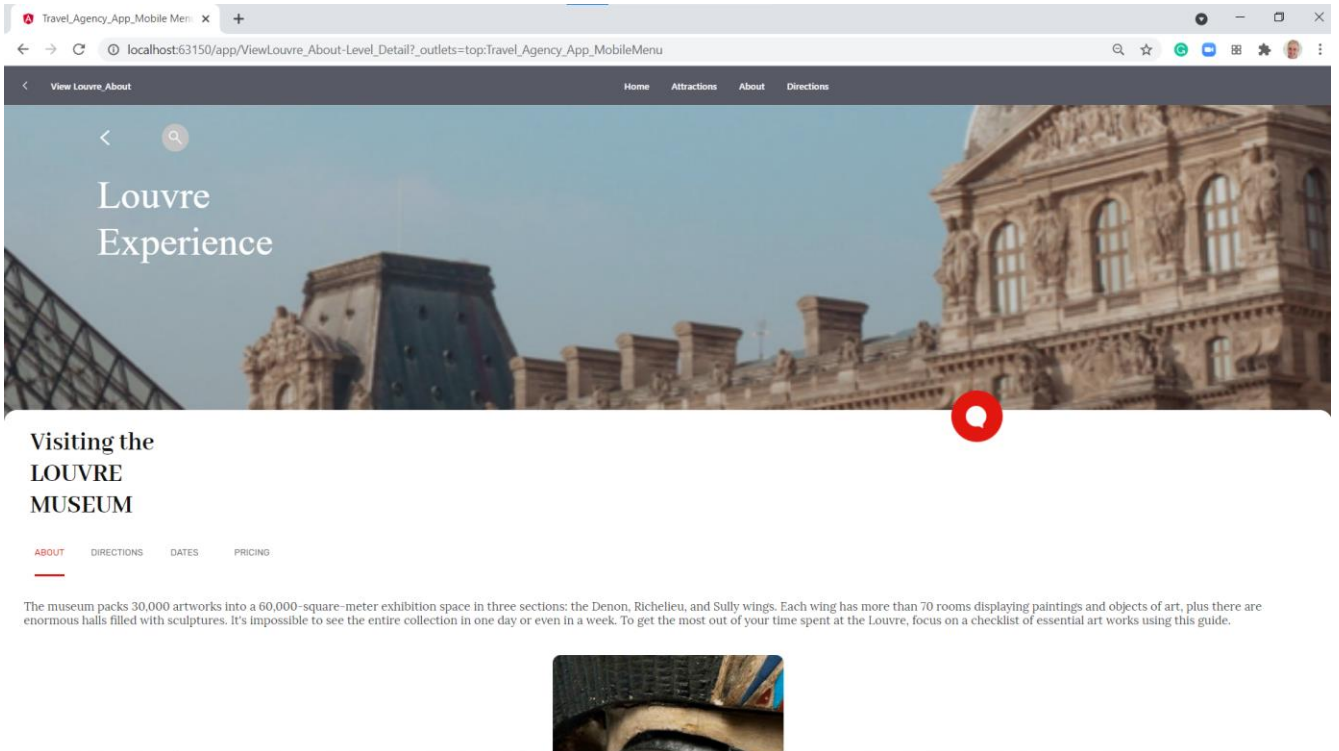 Travel_Agency_App_Mobile Men
localhost:63150/app/ViewLouvre_About-Level_Detail?_outlets=top:Travel_Agency_App_MobileMenu
View Louvre_About Home Attractions About Directions
Louvre
Experience
Visiting the
LOUVRE
MUSEUM
ABOUT DIRECTIONS DATES PRICING
The museum packs 30,000 artworks into a 60,000-square-meter exhibition space in three sections: the Denon, Richelieu, and Sully wings. Each wing has more than 70 rooms displaying paintings and objects of art, plus there are
enormous halls filled with sculptures. It's impossible to see the entire collection in one day or even in a week. To get the most out of your time spent at the Louvre, focus on a checklist of essential art works using this guide.